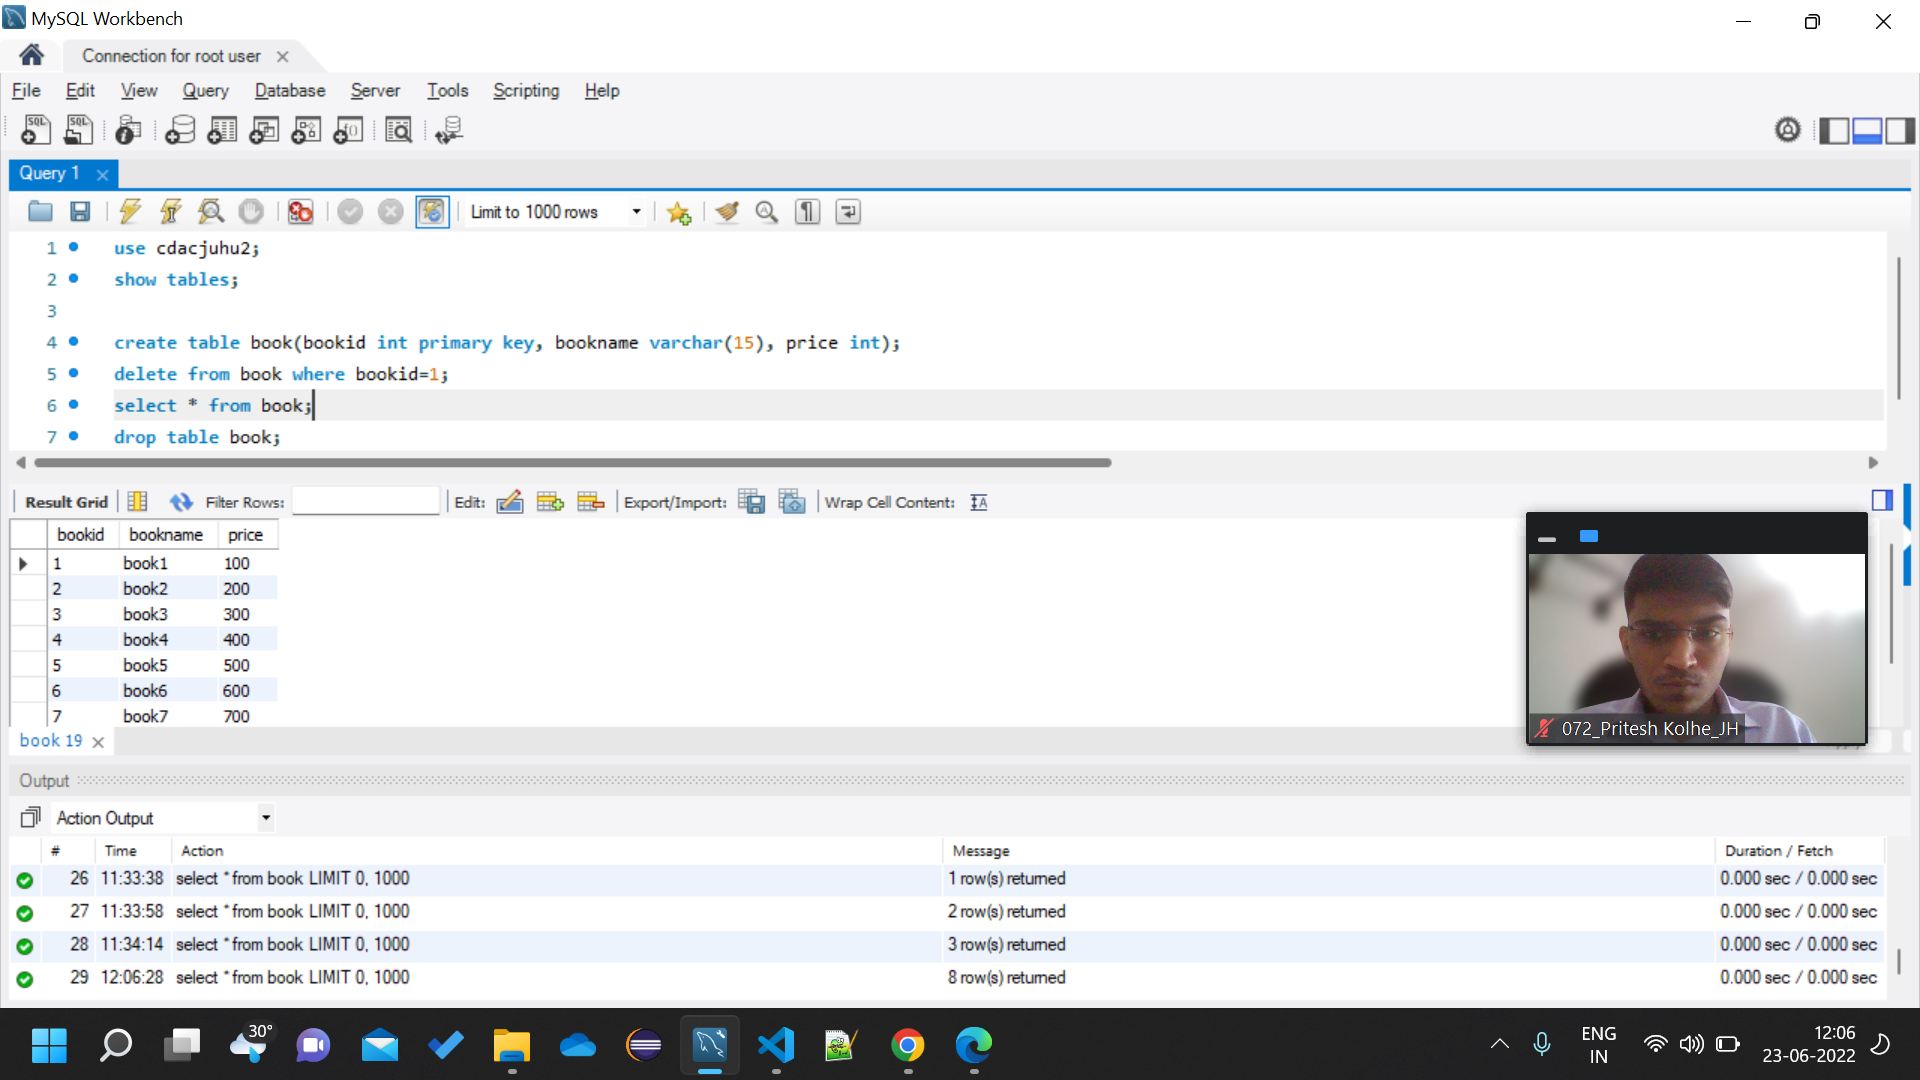 MySQL Workbench
Connection for root user
File Edit View Query Database Server Tools Scripting Help
Query 1
Limit to 1000 rows
1 use cdacjuhu2;
2 show tables;
3
4 create table book(bookid int primary key, bookname varchar(15), price int);
5 delete from book where bookid=1;
6 select * from book;
7 drop table book;
Result Grid Filter Rows: Edit: Export/Import: Wrap Cell Content:
bookid bookname price
1 book1 100
2 book2 200
3 book3 300
4 book4 400
5 book5 500
6 book6 600
7 book7 700
072_Pritesh Kolhe_JH
book 19
Output
Action Output
# Time Action Message Duration / Fetch
26 11:33:38 select * from book LIMIT 0, 1000 1 row(s) returned 0.000 sec / 0.000 sec
27 11:33:58 select * from book LIMIT 0, 1000 2 row(s) returned 0.000 sec / 0.000 sec
28 11:34:14 select * from book LIMIT 0, 1000 3 row(s) returned 0.000 sec / 0.000 sec
29 12:06:28 select * from book LIMIT 0, 1000 8 row(s) returned 0.000 sec / 0.000 sec
30°
ENG
IN
12:06
23-06-2022